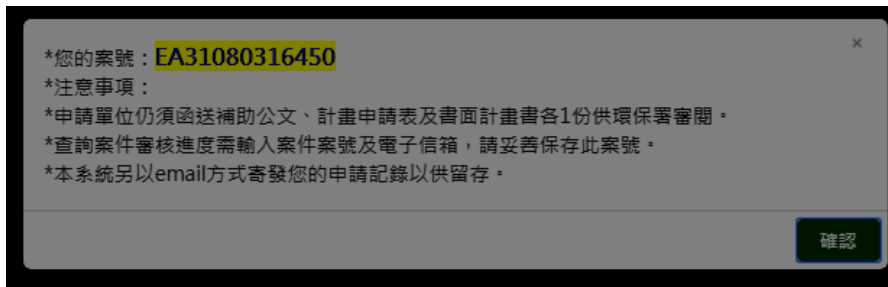 *您的案號：EA31080316450
*注意事項：
*申請單位仍須函送補助公文、計畫申請表及書面計畫書各1份供環保署審閱。
*查詢案件審核進度需輸入案件案號及電子信箱，請妥善保存此案號。
*本系統另以email方式寄發您的申請記錄以供留存。
確認